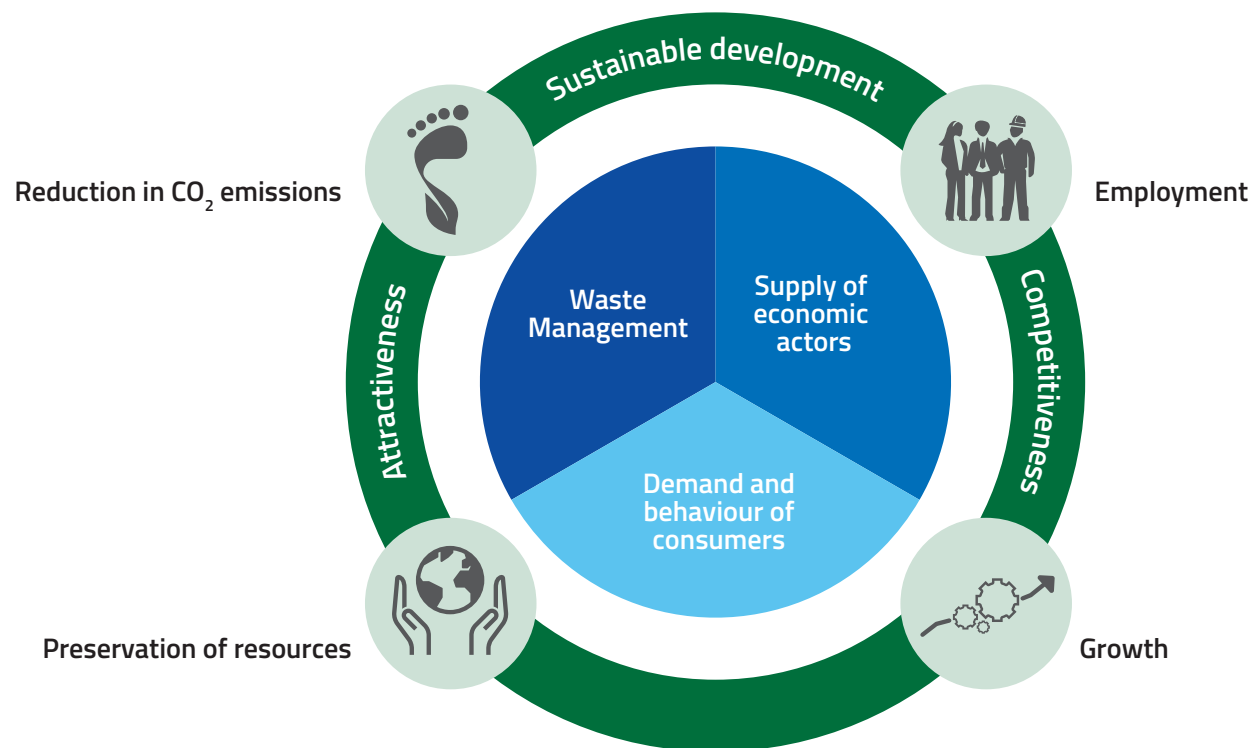 Sustainable development
Reduction in CO₂ emissions
Employment
Waste
Management
Supply of
economic
actors
Attractiveness
Competitiveness
Demand and
behaviour of
consumers
Preservation of resources
Growth